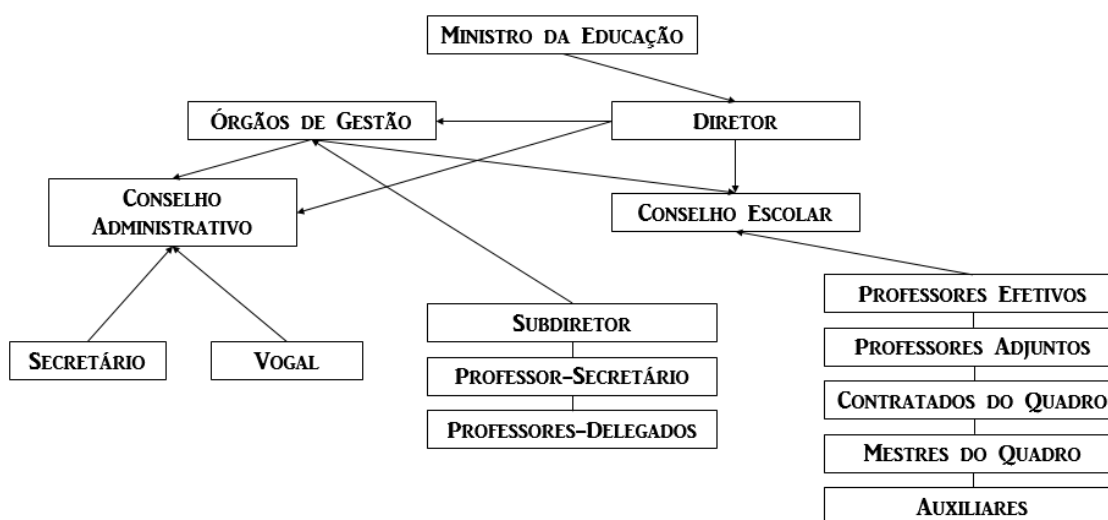 Ministro da Educação
Órgãos de Gestão
Diretor
Conselho
Administrativo
Conselho Escolar
Secretário
Vogal
Subdiretor
Professor-Secretário
Professores-Delegados
Professores Efetivos
Professores Adjuntos
Contratados do Quadro
Mestres do Quadro
Auxiliares